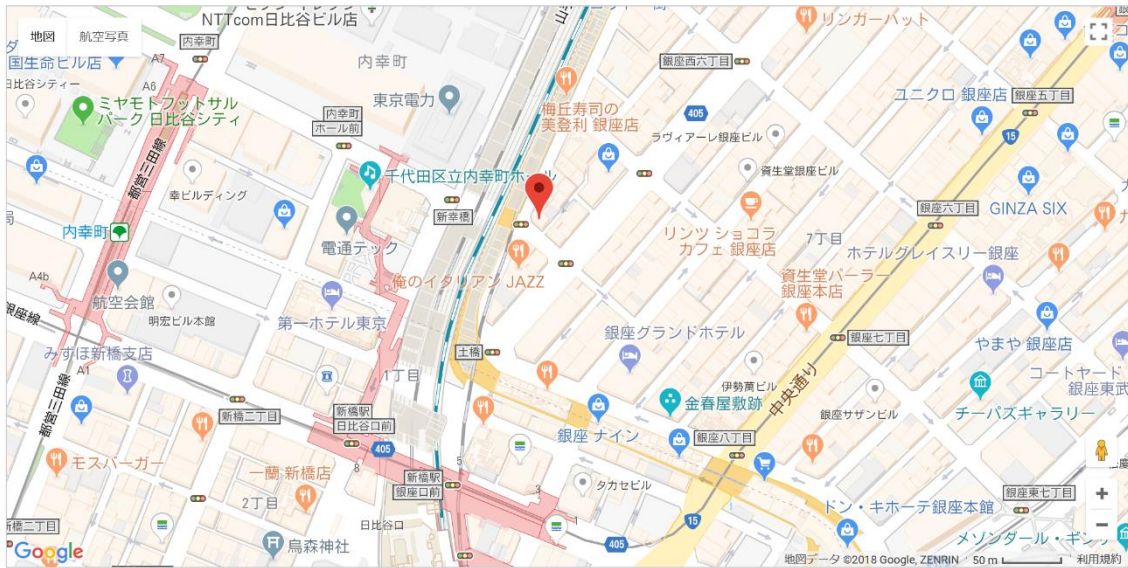 NTTcom日比谷ビル店
地図
航空写真
内幸町
A7
国生命ビル店
A6
日比谷シティー
ミヤモトフットサル
パーク 日比谷シティ
都営三田線
内幸町
東京電力
内幸町
ホール前
梅丘寿司の
美登利 銀座店
リンガーハット
銀座西六丁目
405
ラヴィアーレ銀座ビル
ユニクロ 銀座店
銀座五丁目
15
資生堂銀座ビル
千代田区立内幸町ホール
幸ビルディング
新幸橋
銀座六丁目
GINZA SIX
内幸町
電通テック
リンツ ショコラ
カフェ 銀座店
7丁目
ホテルグレイスリー銀座
A4b
航空会館
俺のイタリアン JAZZ
資生堂パーラー
銀座本店
銀座線
明宏ビル本館
第一ホテル東京
銀座グランドホテル
銀座七丁目
やまや 銀座店
みずほ新橋支店
土橋
A1
1丁目
伊勢萬ビル
中央通り
コートヤード
銀座東武
金春屋敷跡
銀座サザンビル
チーパズギャラリー
都営三田線
新橋二丁目
新橋駅
日比谷口前
銀座 ナイン
銀座八丁目
405
モスバーガー
一蘭 新橋店
8
新橋駅
銀座口前
5
3
タカセビル
2丁目
ドン・キホーテ銀座本館
銀座東七丁目
日比谷口
1
15
新橋二丁目
烏森神社
405
メゾンダール・ギンザ
Google
地図データ ©2018 Google, ZENRIN
50 m
利用規約